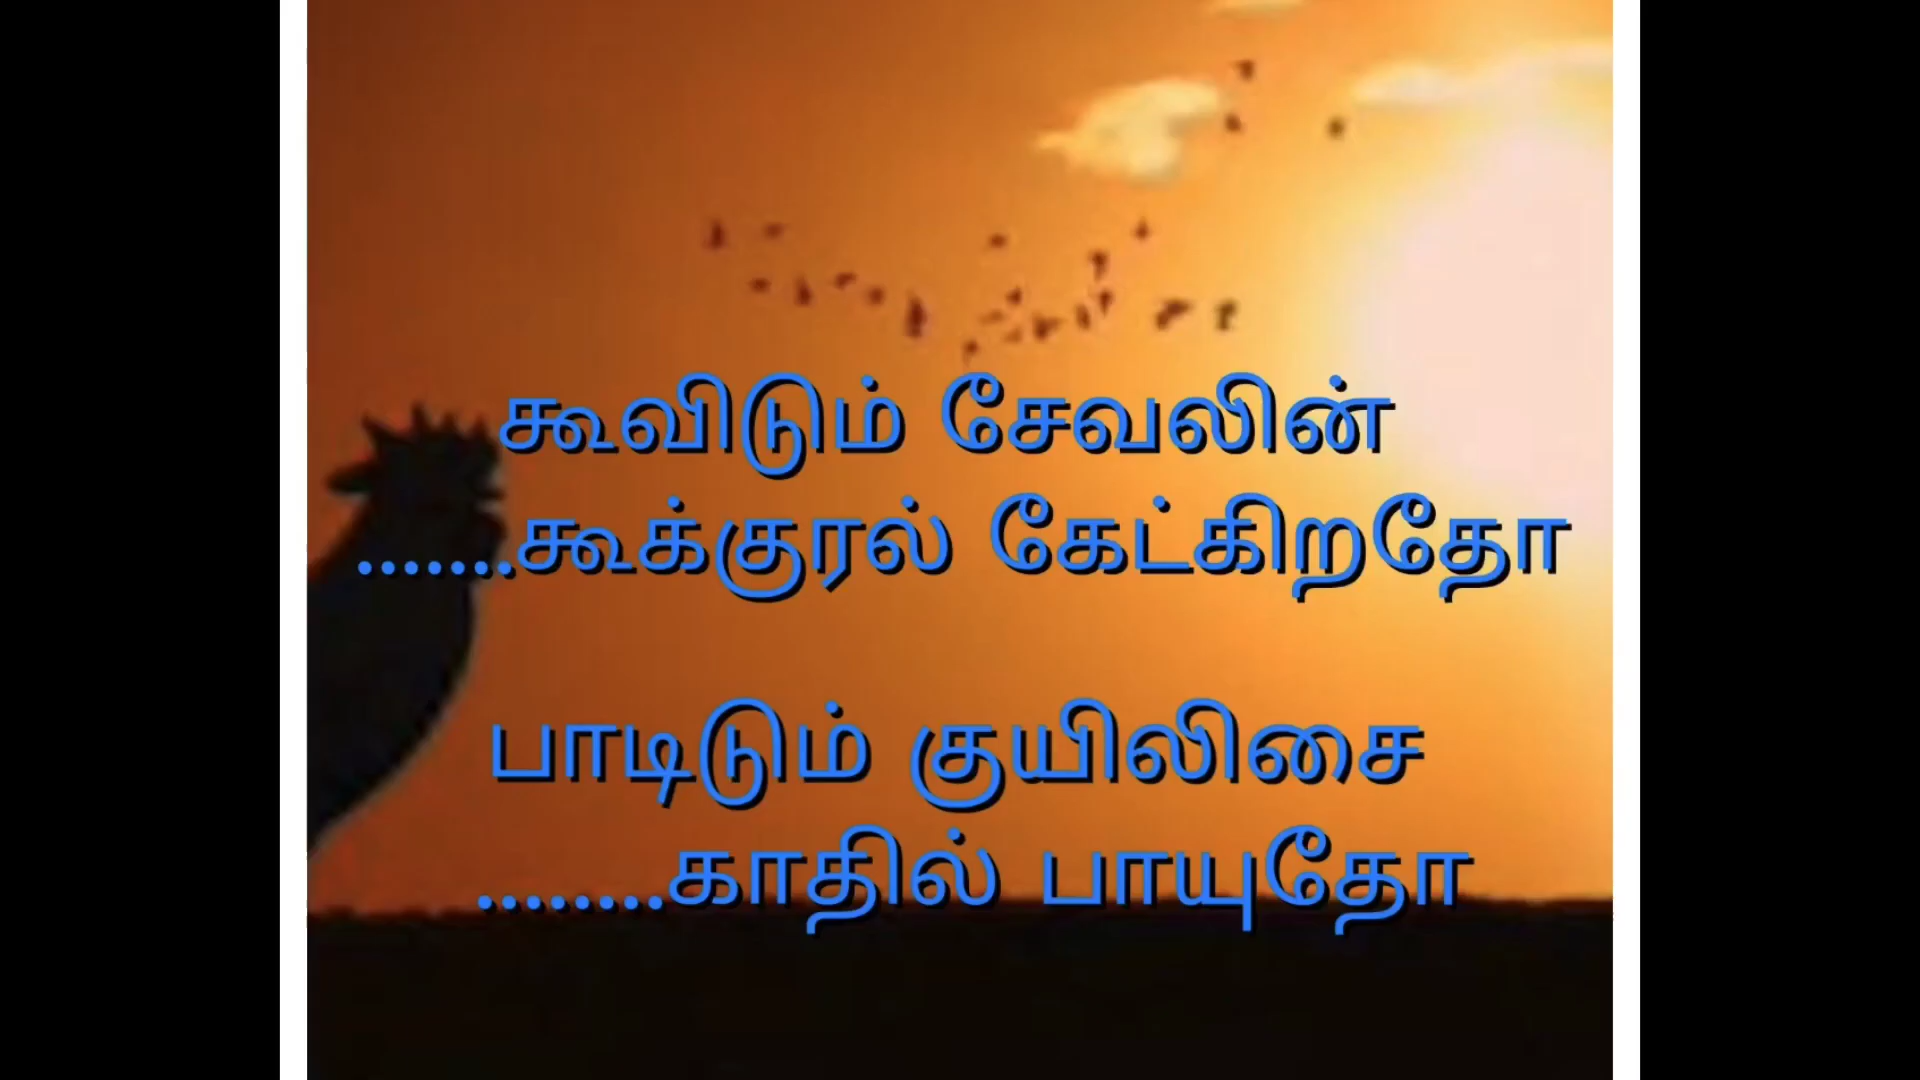 கூவிடும் சேவலின்
.......கூக்குரல் கேட்கிறதோ
பாடிடும் குயிலிசை
........காதில் பாயுதோ